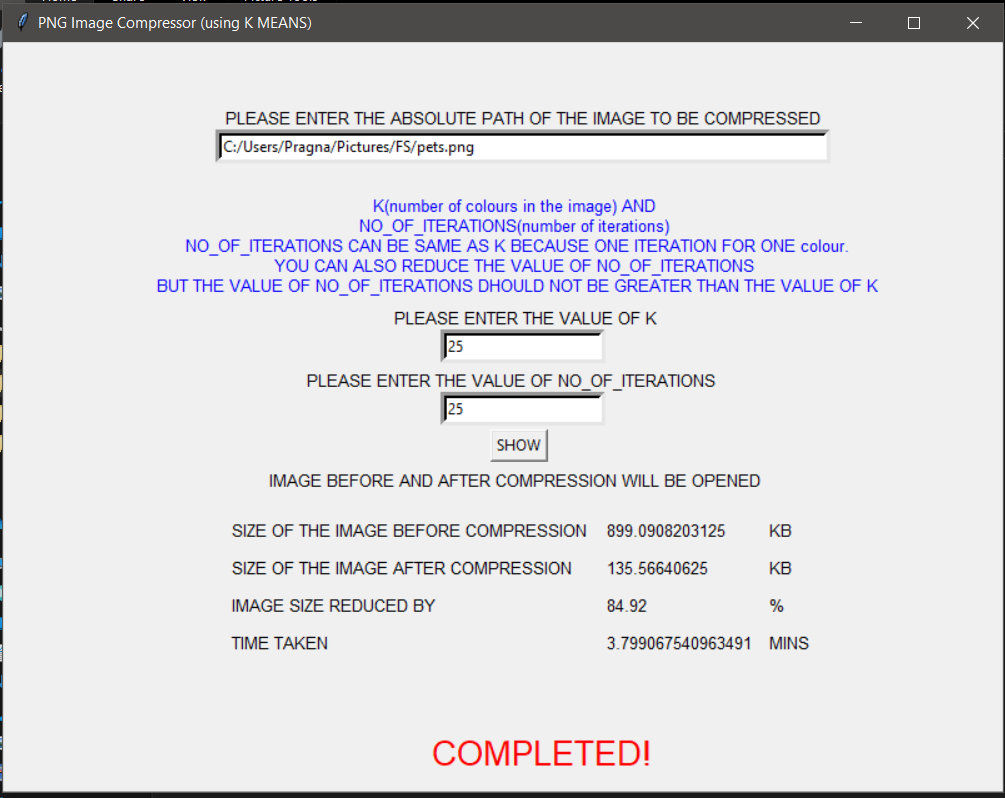 PNG Image Compressor (using K MEANS)
PLEASE ENTER THE ABSOLUTE PATH OF THE IMAGE TO BE COMPRESSED
C:/Users/Pragna/Pictures/FS/pets.png
K(number of colours in the image) AND
NO_OF_ITERATIONS(number of iterations)
NO_OF_ITERATIONS CAN BE SAME AS K BECAUSE ONE ITERATION FOR ONE colour.
YOU CAN ALSO REDUCE THE VALUE OF NO_OF_ITERATIONS
BUT THE VALUE OF NO_OF_ITERATIONS DHOULD NOT BE GREATER THAN THE VALUE OF K
PLEASE ENTER THE VALUE OF K
25
PLEASE ENTER THE VALUE OF NO_OF_ITERATIONS
25
SHOW
IMAGE BEFORE AND AFTER COMPRESSION WILL BE OPENED
SIZE OF THE IMAGE BEFORE COMPRESSION 899.0908203125 KB
SIZE OF THE IMAGE AFTER COMPRESSION 135.56640625 KB
IMAGE SIZE REDUCED BY 84.92 %
TIME TAKEN 3.799067540963491 MINS
COMPLETED!